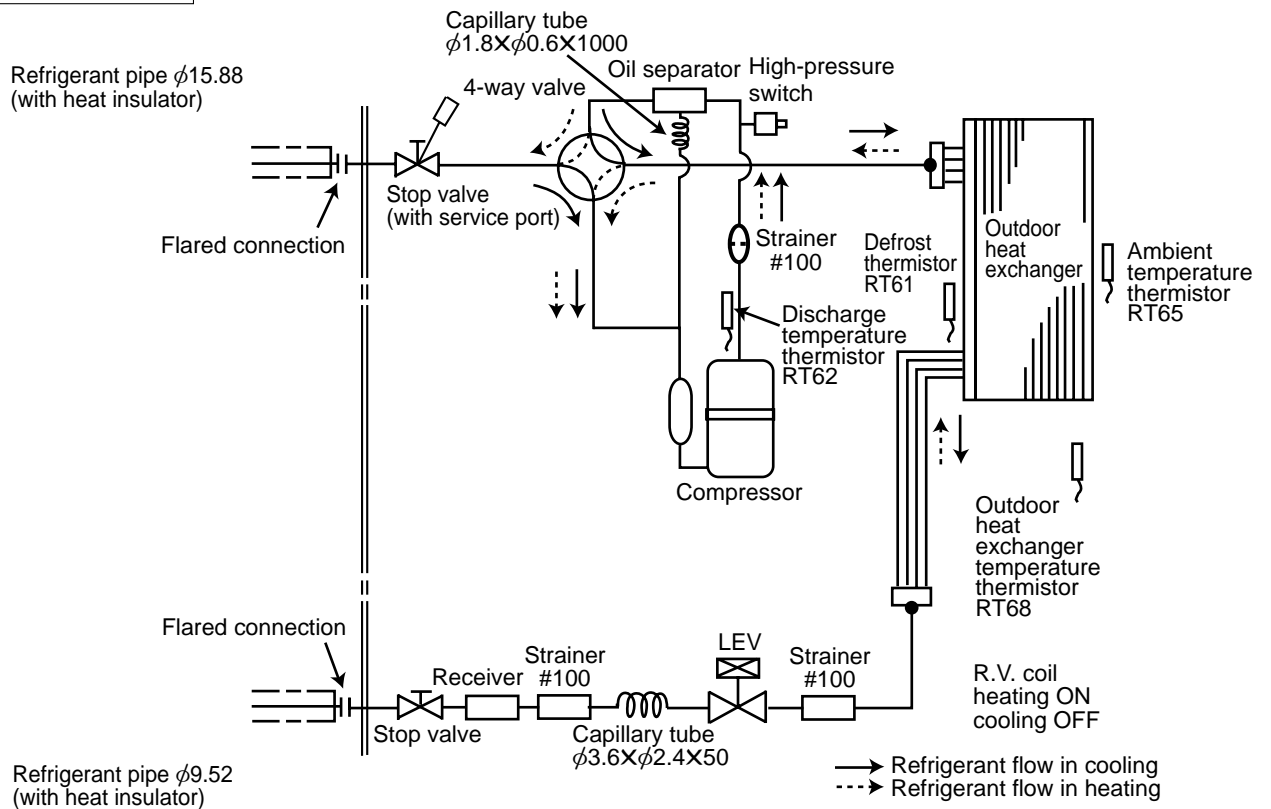 Capillary tube
ϕ1.8✕ϕ0.6✕1000
Refrigerant pipe ϕ15.88
(with heat insulator)
4-way valve
Oil separator
High-pressure
switch
Stop valve
(with service port)
Flared connection
Strainer
#100
Defrost
thermistor
RT61
Outdoor
heat
exchanger
Ambient
temperature
thermistor
RT65
Discharge
temperature
thermistor
RT62
Compressor
Outdoor
heat
exchanger
temperature
thermistor
RT68
Flared connection
Receiver
Strainer
#100
LEV
Strainer
#100
R.V. coil
heating ON
cooling OFF
Stop valve
Capillary tube
ϕ3.6✕ϕ2.4✕50
Refrigerant pipe ϕ9.52
(with heat insulator)
Refrigerant flow in cooling
Refrigerant flow in heating